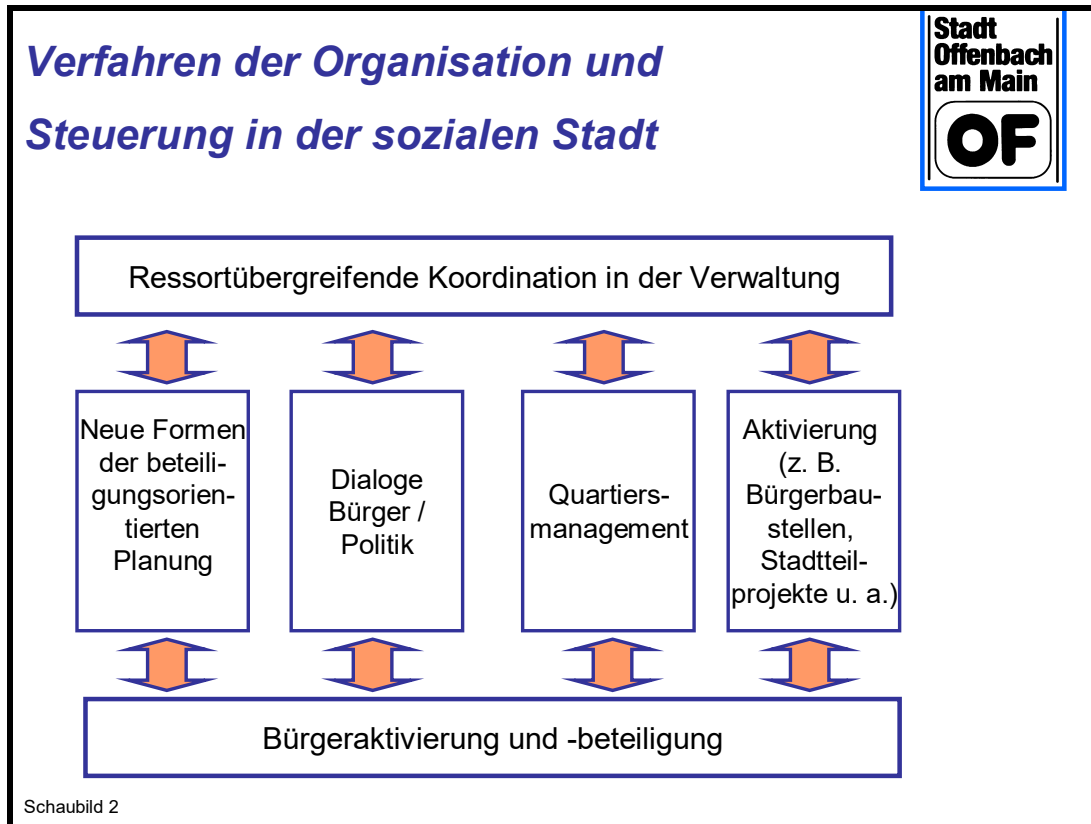 Verfahren der Organisation und
Steuerung in der sozialen Stadt
Stadt
Offenbach
am Main
OF
Ressortübergreifende Koordination in der Verwaltung
Neue Formen
der beteili-
gungsorien-
tierten
Planung
Dialoge
Bürger /
Politik
Quartiers-
management
Aktivierung
(z. B.
Bürgerbau-
stellen,
Stadtteil-
projekte u. a.)
Bürgeraktivierung und -beteiligung
Schaubild 2